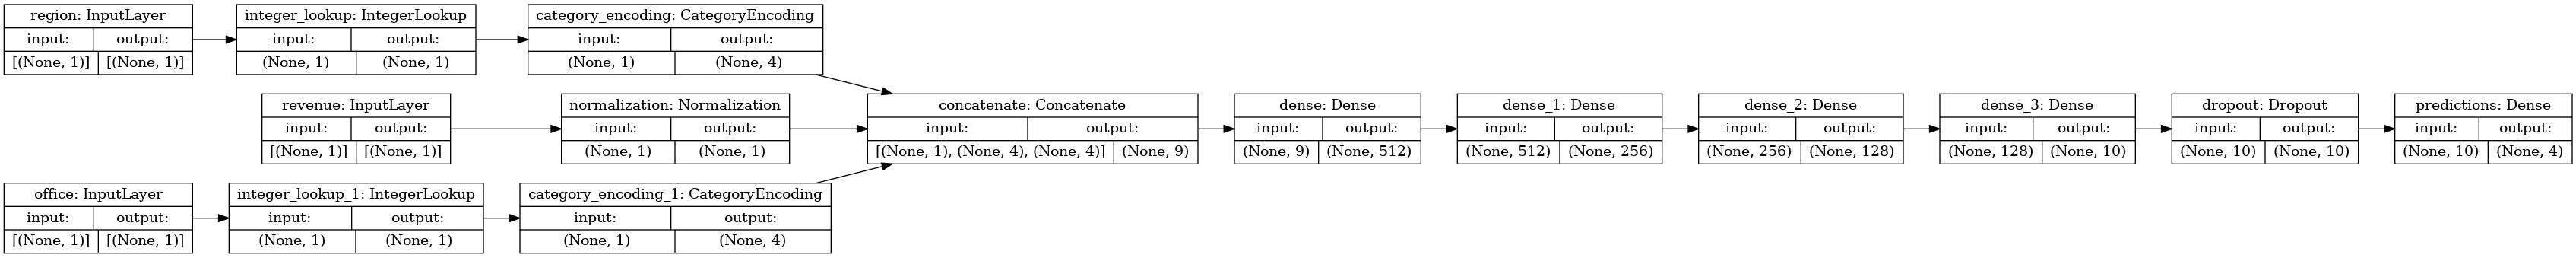 region: InputLayer
input: output:
[(None, 1)] [(None, 1)]
integer_lookup: IntegerLookup
input: output:
(None, 1) (None, 1)
category_encoding: CategoryEncoding
input: output:
(None, 1) (None, 4)
revenue: InputLayer
input: output:
[(None, 1)] [(None, 1)]
normalization: Normalization
input: output:
(None, 1) (None, 1)
concatenate: Concatenate
input: output:
[(None, 1), (None, 4), (None, 4)] (None, 9)
dense: Dense
input: output:
(None, 9) (None, 512)
dense_1: Dense
input: output:
(None, 512) (None, 256)
dense_2: Dense
input: output:
(None, 256) (None, 128)
dense_3: Dense
input: output:
(None, 128) (None, 10)
dropout: Dropout
input: output:
(None, 10) (None, 10)
predictions: Dense
input: output:
(None, 10) (None, 4)
office: InputLayer
input: output:
[(None, 1)] [(None, 1)]
integer_lookup_1: IntegerLookup
input: output:
(None, 1) (None, 1)
category_encoding_1: CategoryEncoding
input: output:
(None, 1) (None, 4)